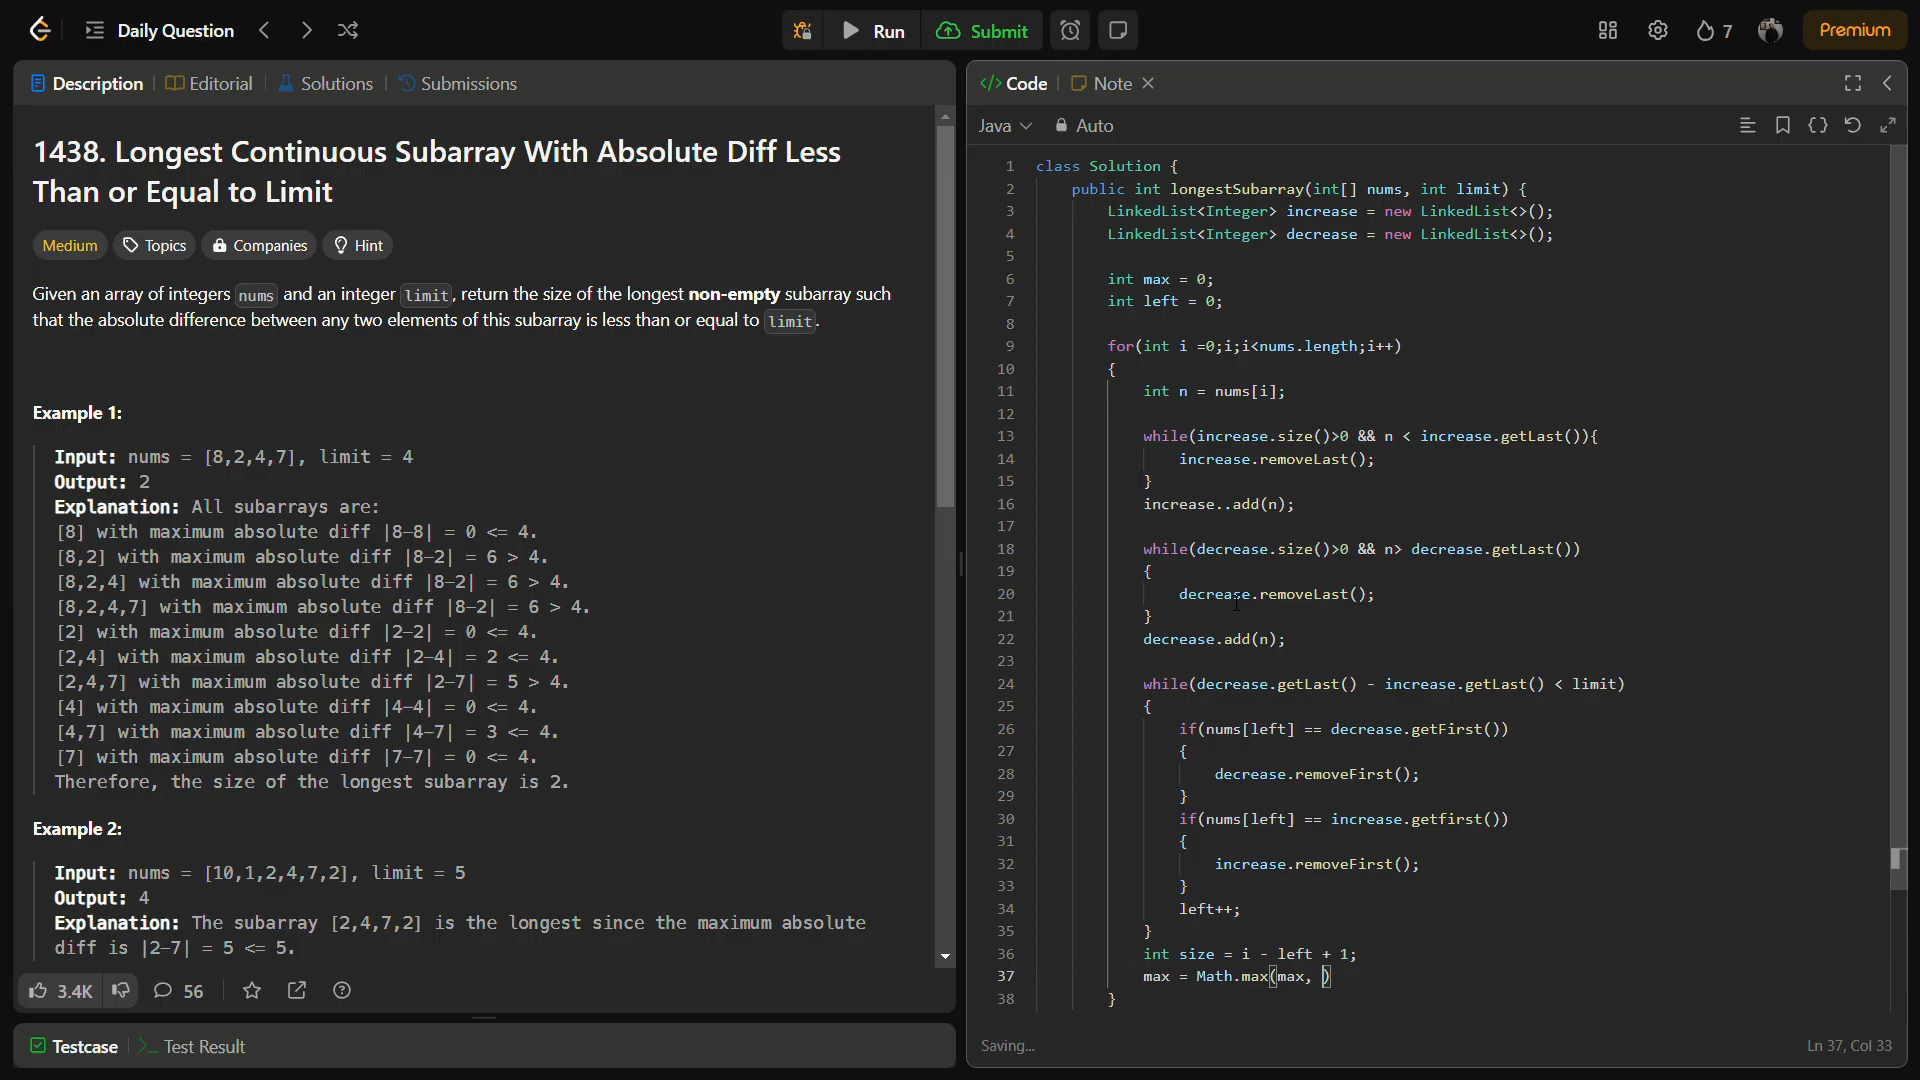 Daily Question
Run
Submit
7
Premium
Description
Editorial
Solutions
Submissions
1438. Longest Continuous Subarray With Absolute Diff Less
Than or Equal to Limit
Medium
Topics
Companies
Hint
Given an array of integers nums and an integer limit, return the size of the longest non-empty subarray such
that the absolute difference between any two elements of this subarray is less than or equal to limit.
Example 1:
Input: nums = [8,2,4,7], limit = 4
Output: 2
Explanation: All subarrays are:
[8] with maximum absolute diff |8-8| = 0 <= 4.
[8,2] with maximum absolute diff |8-2| = 6 > 4.
[8,2,4] with maximum absolute diff |8-2| = 6 > 4.
[8,2,4,7] with maximum absolute diff |8-2| = 6 > 4.
[2] with maximum absolute diff |2-2| = 0 <= 4.
[2,4] with maximum absolute diff |2-4| = 2 <= 4.
[2,4,7] with maximum absolute diff |2-7| = 5 > 4.
[4] with maximum absolute diff |4-4| = 0 <= 4.
[4,7] with maximum absolute diff |4-7| = 3 <= 4.
[7] with maximum absolute diff |7-7| = 0 <= 4.
Therefore, the size of the longest subarray is 2.
Example 2:
Input: nums = [10,1,2,4,7,2], limit = 5
Output: 4
Explanation: The subarray [2,4,7,2] is the longest since the maximum absolute
diff is |2-7| = 5 <= 5.
3.4K
56
Testcase
Test Result
</> Code
Note
Java
Auto
1 class Solution {
2 public int longestSubarray(int[] nums, int limit) {
3 LinkedList<Integer> increase = new LinkedList<>();
4 LinkedList<Integer> decrease = new LinkedList<>();
5
6 int max = 0;
7 int left = 0;
8
9 for(int i =0;i;i<nums.length;i++)
10 {
11 int n = nums[i];
12
13 while(increase.size()>0 && n < increase.getLast()){
14 increase.removeLast();
15 }
16 increase..add(n);
17
18 while(decrease.size()>0 && n> decrease.getLast())
19 {
20 decrease.removeLast();
21 }
22 decrease.add(n);
23
24 while(decrease.getLast() - increase.getLast() < limit)
25 {
26 if(nums[left] == decrease.getFirst())
27 {
28 decrease.removeFirst();
29 }
30 if(nums[left] == increase.getfirst())
31 {
32 increase.removeFirst();
33 }
34 left++;
35 }
36 int size = i - left + 1;
37 max = Math.max(max, )
38 }
Saving...
Ln 37, Col 33